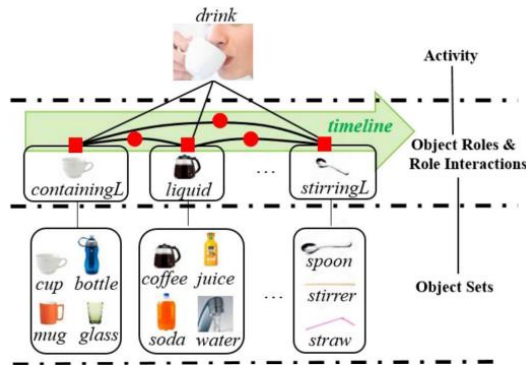 drink
Activity
timeline
Object Roles &
Role Interactions
containingL
liquid
...
stirringL
cup
bottle
mug
glass
coffee
juice
soda
water
...
spoon
stirrer
straw
Object Sets